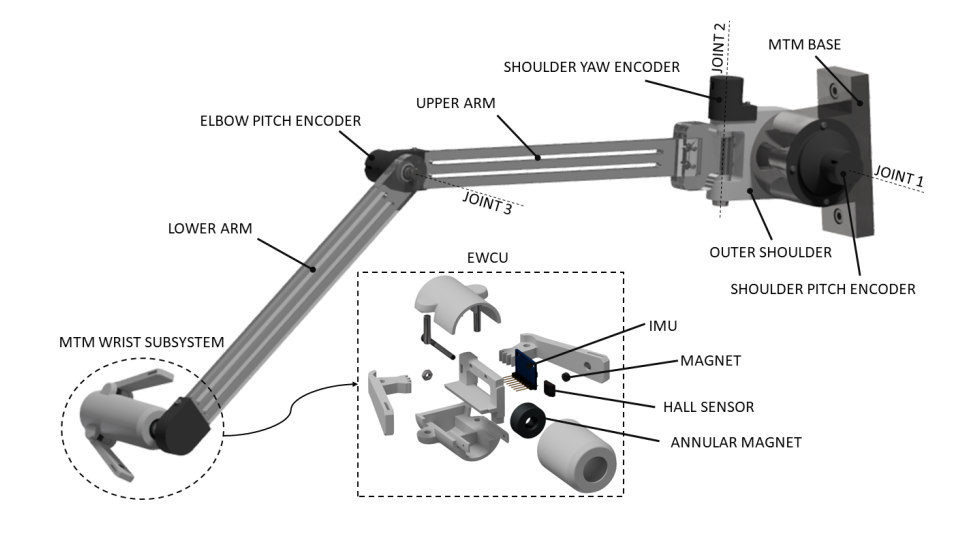 JOINT 2
MTM BASE
SHOULDER YAW ENCODER
UPPER ARM
ELBOW PITCH ENCODER
JOINT 1
JOINT 3
LOWER ARM
OUTER SHOULDER
EWCU
SHOULDER PITCH ENCODER
IMU
MTM WRIST SUBSYSTEM
MAGNET
HALL SENSOR
ANNULAR MAGNET